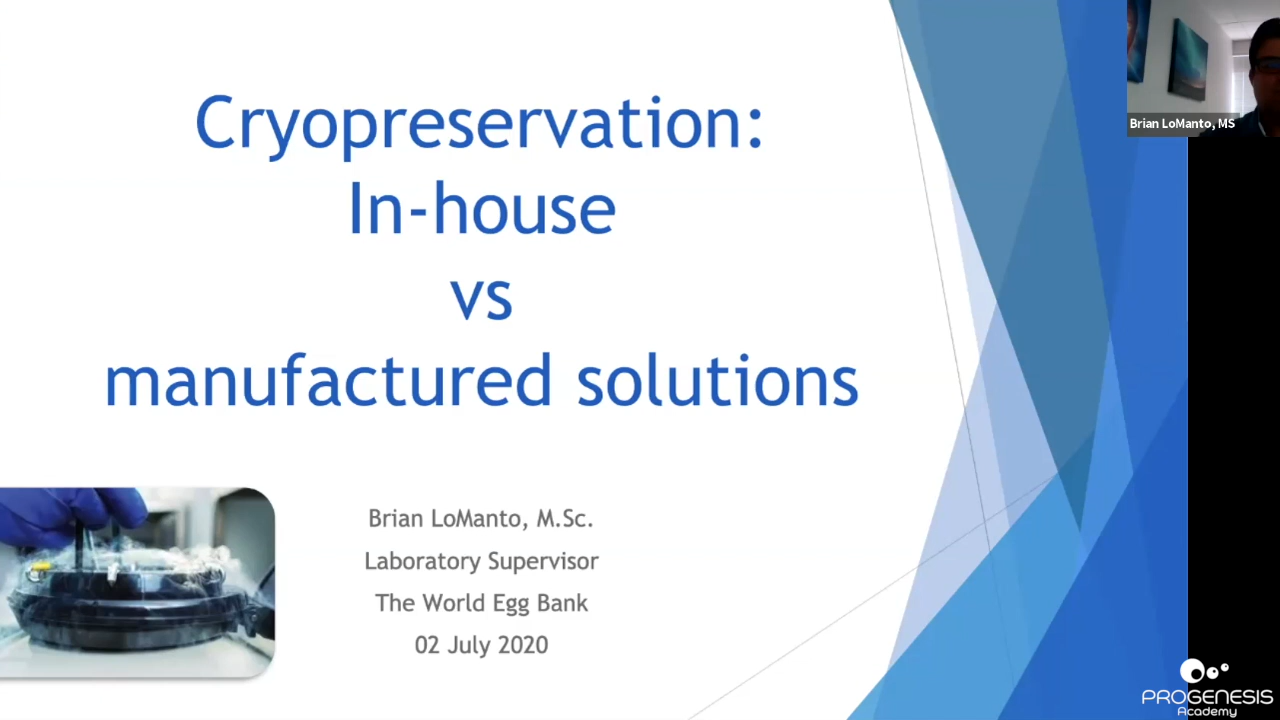 Cryopreservation:
In-house
vs
manufactured solutions
Brian LoManto, M.Sc.
Laboratory Supervisor
The World Egg Bank
02 July 2020
Brian LoManto, MS
PROGENESIS
Academy